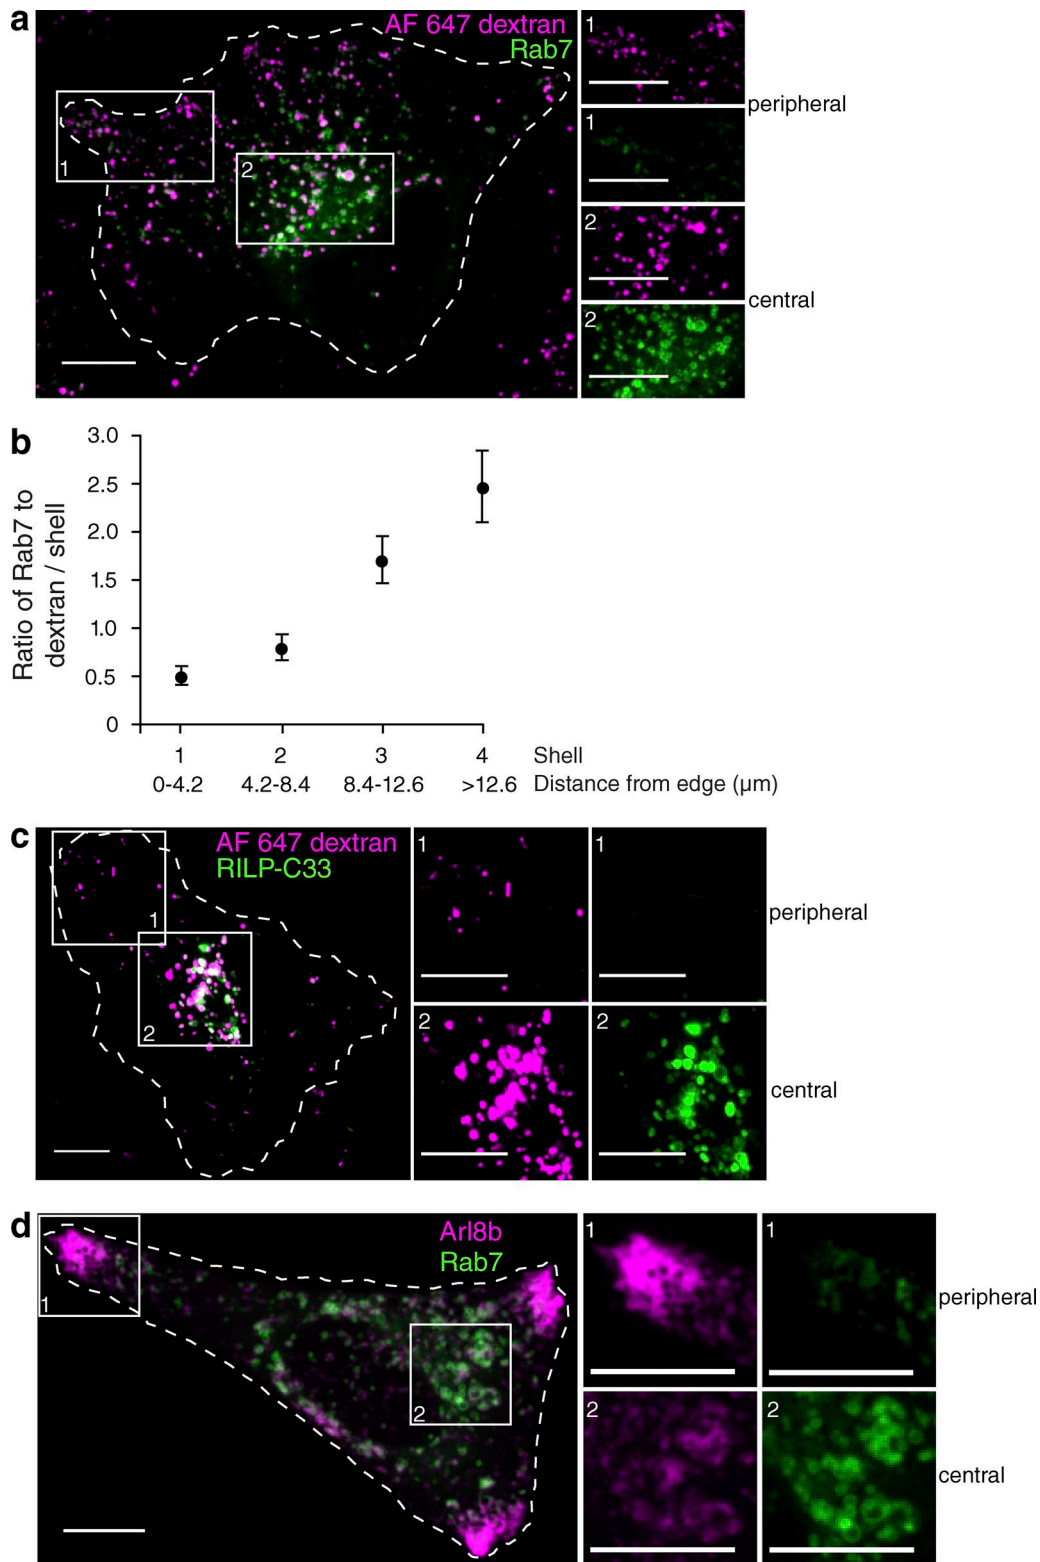 a
AF 647 dextran
Rab7
1
2
1
1
peripheral
2
2
central
b
Ratio of Rab7 to
dextran / shell
3.0
2.5
2.0
1.5
1.0
0.5
0
1 2 3 4 Shell
0-4.2 4.2-8.4 8.4-12.6 >12.6 Distance from edge (µm)
c
AF 647 dextran
RILP-C33
1
2
1
1
peripheral
2
2
central
d
Arl8b
Rab7
1
2
1
1
peripheral
2
2
central